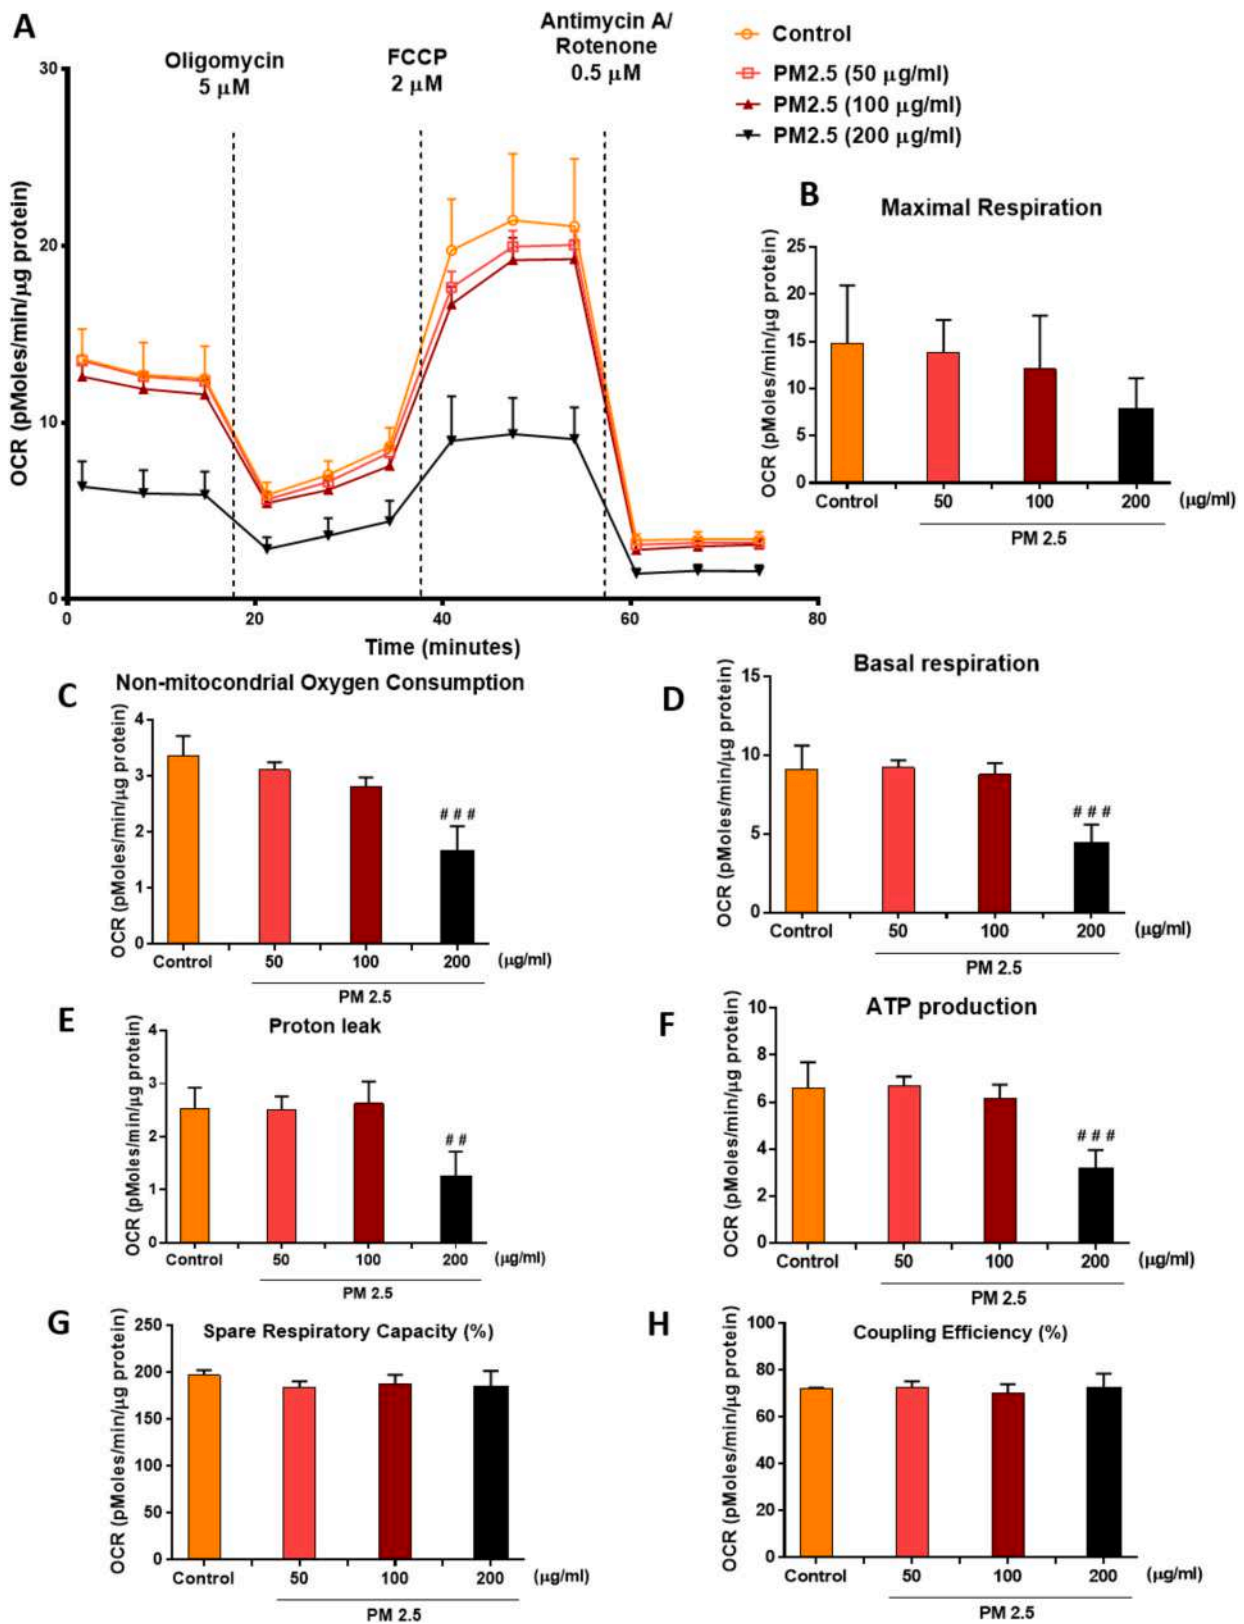 A
Oligomycin
5 μM
FCCP
2 μM
Antimycin A/
Rotenone
0.5 μM
Control
PM2.5 (50 μg/ml)
PM2.5 (100 μg/ml)
PM2.5 (200 μg/ml)
OCR (pMoles/min/μg protein)
30
20
10
0
0 20 40 60 80
Time (minutes)
B
Maximal Respiration
OCR (pMoles/min/μg protein)
25
20
15
10
5
0
Control 50 100 200 (μg/ml)
PM 2.5
C
Non-mitocondrial Oxygen Consumption
OCR (pMoles/min/μg protein)
4
3
2
1
0
# # #
Control 50 100 200 (μg/ml)
PM 2.5
D
Basal respiration
OCR (pMoles/min/μg protein)
15
10
5
0
# # #
Control 50 100 200 (μg/ml)
PM 2.5
E
Proton leak
OCR (pMoles/min/μg protein)
4
3
2
1
0
# #
Control 50 100 200 (μg/ml)
PM 2.5
F
ATP production
OCR (pMoles/min/μg protein)
8
6
4
2
0
# # #
Control 50 100 200 (μg/ml)
PM 2.5
G
Spare Respiratory Capacity (%)
OCR (pMoles/min/μg protein)
250
200
150
100
50
0
Control 50 100 200 (μg/ml)
PM 2.5
H
Coupling Efficiency (%)
OCR (pMoles/min/μg protein)
100
80
60
40
20
0
Control 50 100 200 (μg/ml)
PM 2.5